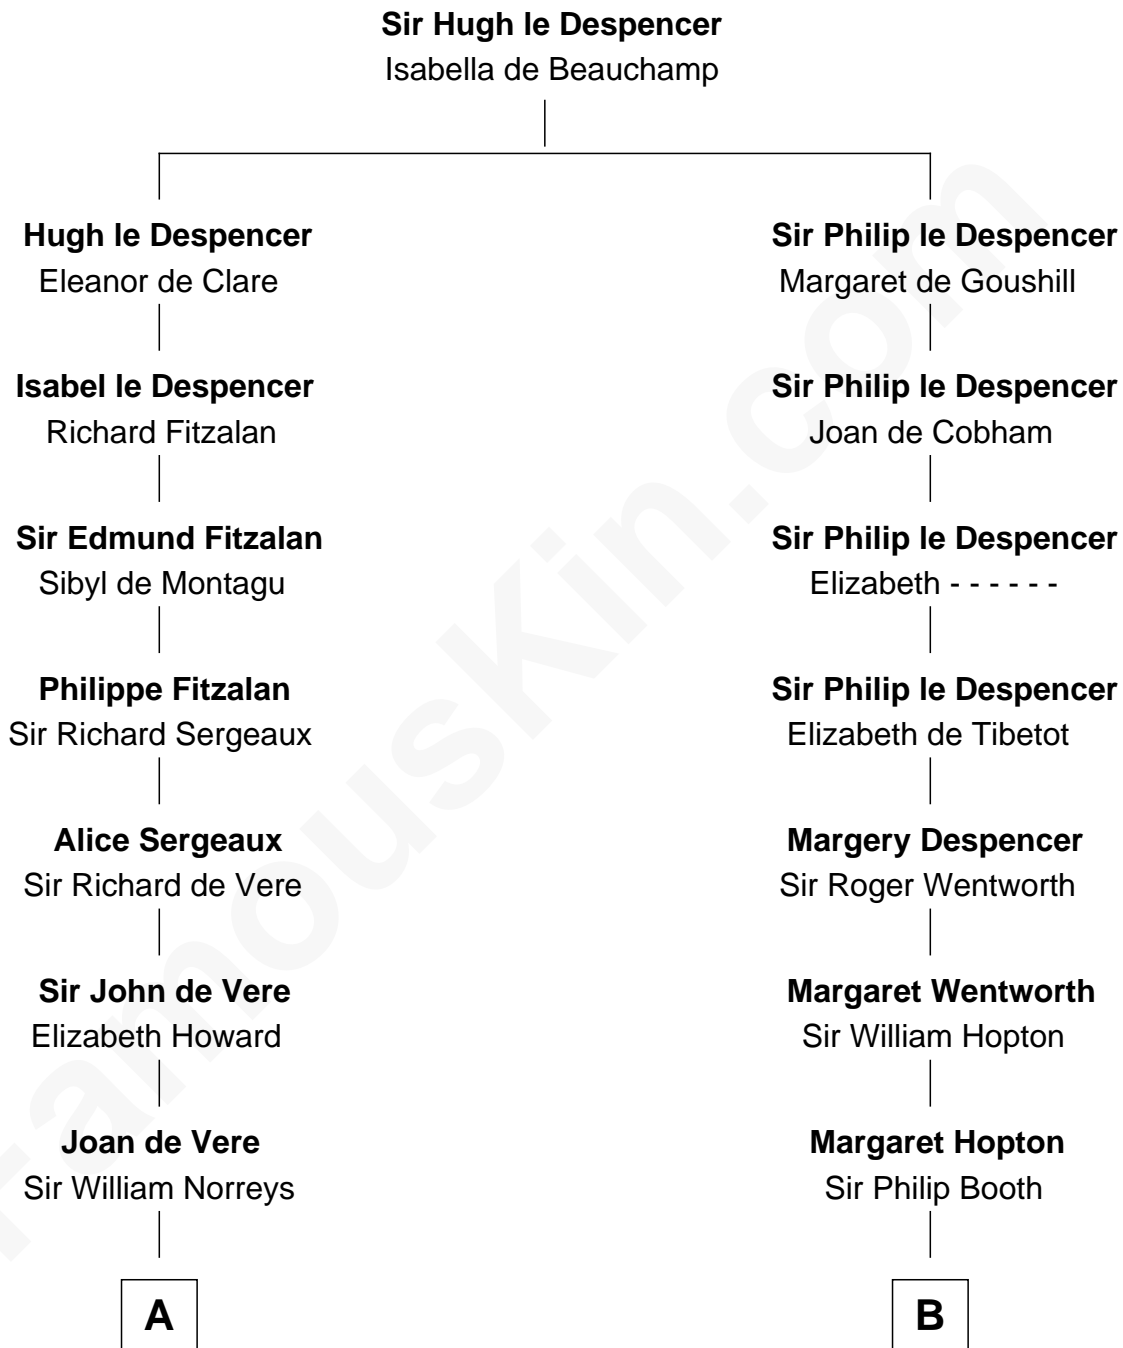 Sir Hugh le Despencer
Isabella de Beauchamp
Hugh le Despencer
Eleanor de Clare
Isabel le Despencer
Richard Fitzalan
Sir Edmund Fitzalan
Sibyl de Montagu
Philippe Fitzalan
Sir Richard Sergeaux
Alice Sergeaux
Sir Richard de Vere
Sir John de Vere
Elizabeth Howard
Joan de Vere
Sir William Norreys
A
Sir Philip le Despencer
Margaret de Goushill
Sir Philip le Despencer
Joan de Cobham
Sir Philip le Despencer
Elizabeth - - - - - -
Sir Philip le Despencer
Elizabeth de Tibetot
Margery Despencer
Sir Roger Wentworth
Margaret Wentworth
Sir William Hopton
Margaret Hopton
Sir Philip Booth
B
FamousKin.com